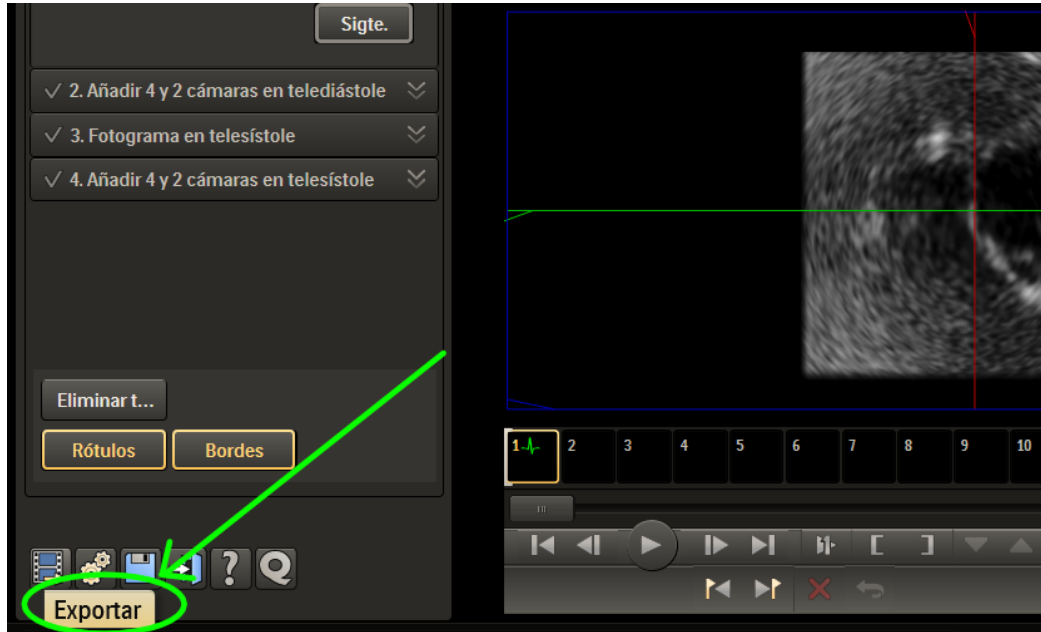 Sigte.
2. Añadir 4 y 2 cámaras en telediástole
3. Fotograma en telesístole
4. Añadir 4 y 2 cámaras en telesístole
Eliminar t...
Rótulos Bordes
1 2 3 4 5 6 7 8 9 10
?
Exportar